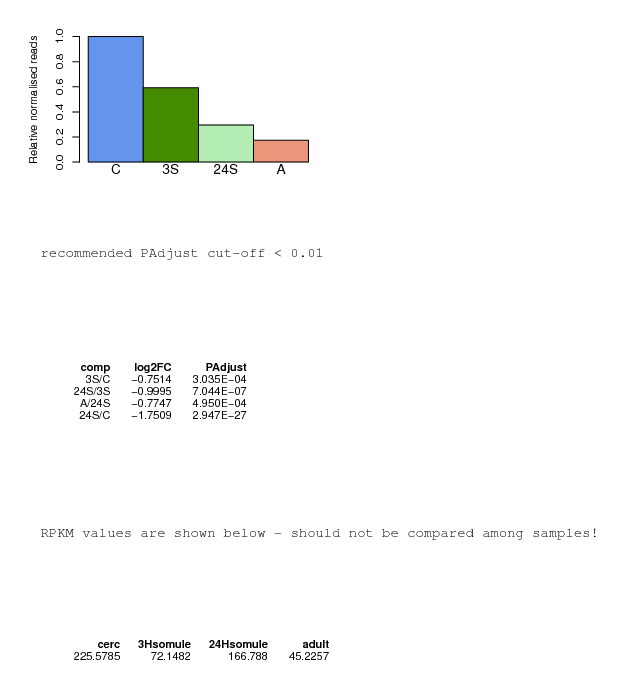 Relative normalised reads
1.0
0.8
0.6
0.4
0.2
0.0
C 3S 24S A
recommended PAdjust cut-off < 0.01
comp log2FC PAdjust
3S/C −0.7514 3.035E−04
24S/3S −0.9995 7.044E−07
A/24S −0.7747 4.950E−04
24S/C −1.7509 2.947E−27
RPKM values are shown below - should not be compared among samples!
cerc 3Hsomule 24Hsomule adult
225.5785 72.1482 166.788 45.2257